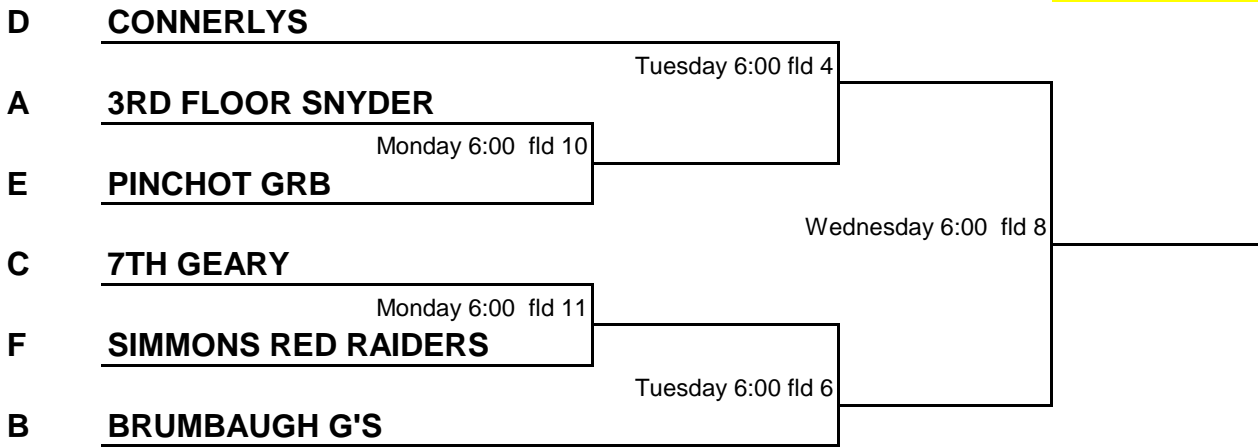 D CONNERLYS
Tuesday 6:00 fld 4
A 3RD FLOOR SNYDER
Monday 6:00 fld 10
E PINCHOT GRB
Wednesday 6:00 fld 8
C 7TH GEARY
Monday 6:00 fld 11
F SIMMONS RED RAIDERS
Tuesday 6:00 fld 6
B BRUMBAUGH G'S